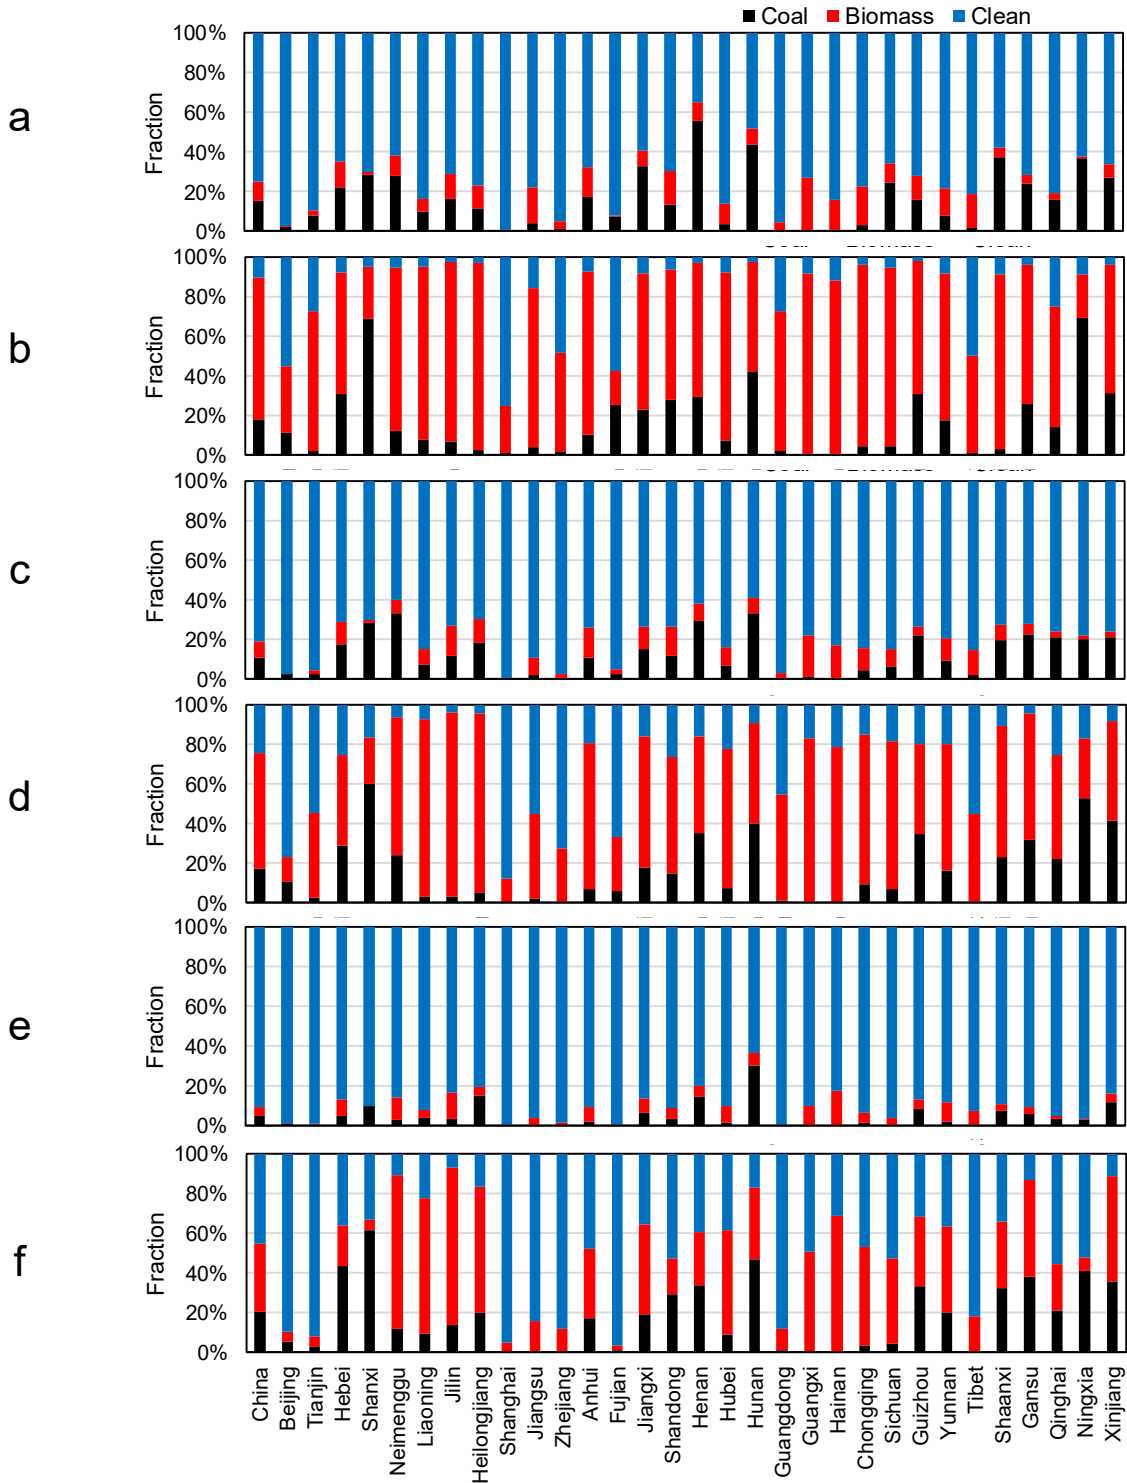 Coal Biomass Clean
a
Fraction
100%
80%
60%
40%
20%
0%
b
Fraction
100%
80%
60%
40%
20%
0%
c
Fraction
100%
80%
60%
40%
20%
0%
d
Fraction
100%
80%
60%
40%
20%
0%
e
Fraction
100%
80%
60%
40%
20%
0%
f
Fraction
100%
80%
60%
40%
20%
0%
China
Beijing
Tianjin
Hebei
Shanxi
Neimenggu
Liaoning
Jilin
Heilongjiang
Shanghai
Jiangsu
Zhejiang
Anhui
Fujian
Jiangxi
Shandong
Henan
Hubei
Hunan
Guangdong
Guangxi
Hainan
Chongqing
Sichuan
Guizhou
Yunnan
Tibet
Shaanxi
Gansu
Qinghai
Ningxia
Xinjiang